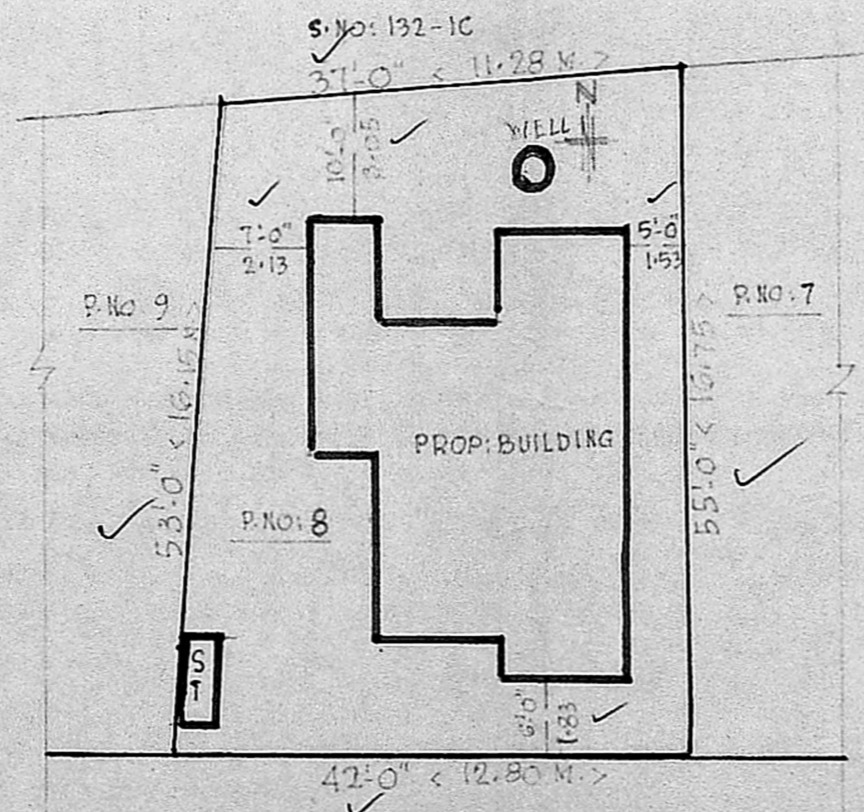 S.NO: 132-1C
37'-0" < 11.28 M. >
N
WELL
10'-0"
3.05
7'-0"
2.13
5'-0"
1.53
P.NO 9
P.NO: 7
53'-0" < 16.15 M >
55'-0" < 16.75 >
PROP: BUILDING
P.NO: 8
S
T
6'-0"
1.83
42'-0" < 12.80 M. >